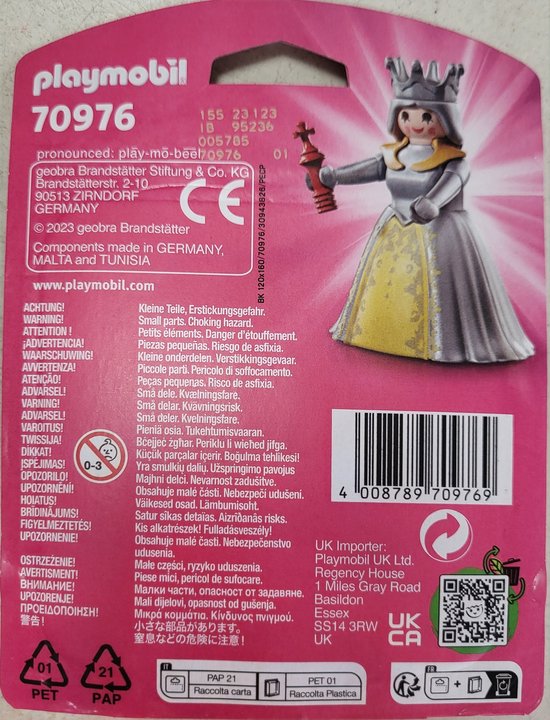 playmobil
70976
155 23123
IB 95236
005785
70976 01
pronounced: plāy-mō-bēēl
geobra Brandstätter Stiftung & Co. KG
Brandstätterstr. 2-10
90513 ZIRNDORF
GERMANY
CE
© 2023 geobra Brandstätter
Components made in GERMANY,
MALTA and TUNISIA
BK 120x160/70976/30943626/PECP
www.playmobil.com
ACHTUNG!
WARNING!
ATTENTION !
¡ADVERTENCIA!
WAARSCHUWING!
AVVERTENZA!
ATENÇÃO!
ADVARSEL!
VARNING!
ADVARSEL!
VAROITUS!
TWISSIJA!
DİKKAT!
ĮSPĖJIMAS!
OPOZORILO!
UPOZORNĚNÍ!
HOIATUS!
BRĪDINĀJUMS!
FIGYELMEZTETÉS!
UPOZORNENIE!
OSTRZEŻENIE!
AVERTISMENT!
ВНИМАНИЕ!
UPOZORENJE!
ΠΡΟΕΙΔΟΠΟΙΗΣΗ!
警告!
0-3
Kleine Teile, Erstickungsgefahr.
Small parts. Choking hazard.
Petits éléments. Danger d'étouffement.
Piezas pequeñas. Riesgo de asfixia.
Kleine onderdelen. Verstikkingsgevaar.
Piccole parti. Pericolo di soffocamento.
Peças pequenas. Risco de asfixia.
Små dele. Kvælningsfare.
Små delar. Kvävningsrisk.
Små deler. Kvelningsfare.
Pieniä osia. Tukehtumisvaaran.
Bċejjeċ żgħar. Periklu li wieħed jifga.
Küçük parçalar içerir. Boğulma tehlikesi!
Yra smulkių dalių. Užspringimo pavojus
Majhni delci. Nevarnost zadušitve.
Obsahuje malé části. Nebezpečí udušení.
Väikesed osad. Lämbumisoht.
Satur sīkas detaļas. Aizrīšanās risks.
Kis alkatrészek! Fulladásveszély!
Obsahuje malé časti. Nebezpečenstvo
udusenia.
Małe części, ryzyko uduszenia.
Piese mici, pericol de sufocare.
Малки части, опасност от задавяне.
Mali dijelovi, opasnost od gušenja.
Μικρά κομμάτια. Κίνδυνος πνιγμού.
小さな部品があります。
窒息などの危険に注意!
4 008789 709769
UK Importer:
Playmobil UK Ltd.
Regency House
1 Miles Gray Road
Basildon
Essex
SS14 3RW
UK
UK
CA
01
PET
21
PAP
IT
PAP 21
Raccolta carta
PET 01
Raccolta Plastica
FR
+